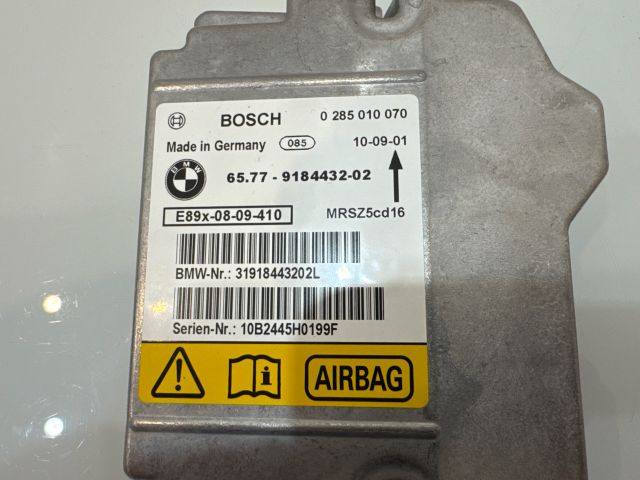 BOSCH 0 285 010 070
Made in Germany 085 10-09-01
BMW 65.77 - 9184432-02
E89x-08-09-410 MRSZ5cd16
BMW-Nr.: 31918443202L
Serien-Nr.: 10B2445H0199F
AIRBAG